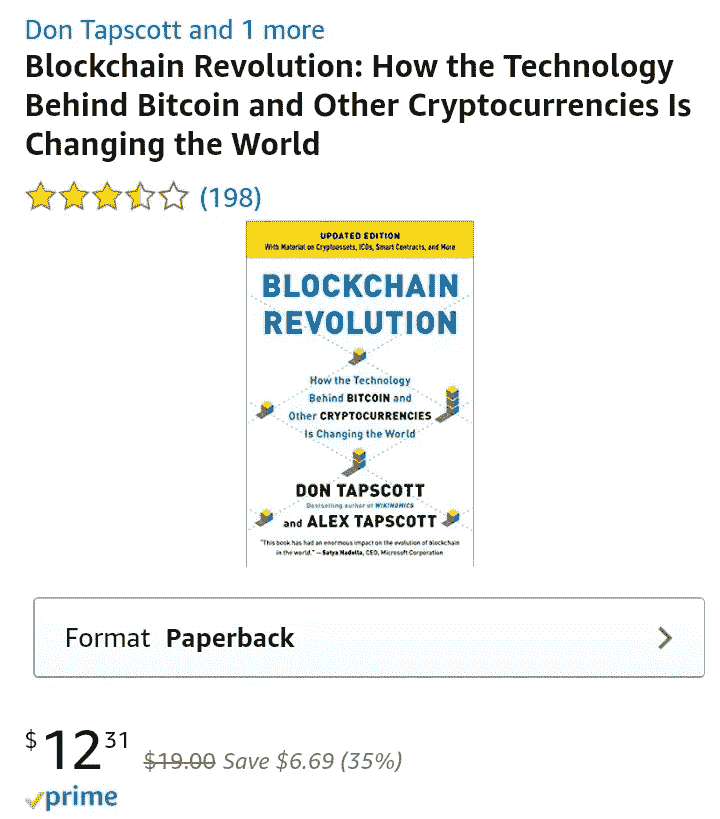 Don Tapscott and 1 more
Blockchain Revolution: How the Technology
Behind Bitcoin and Other Cryptocurrencies Is
Changing the World
(198)
UPDATED EDITION
With Material on Cryptoassets, ICOs, Smart Contracts, and More
BLOCKCHAIN
REVOLUTION
How the Technology
Behind BITCOIN and
Other CRYPTOCURRENCIES
Is Changing the World
DON TAPSCOTT
Bestselling author of WIKINOMICS
and ALEX TAPSCOTT
"This book has had an enormous impact on the evolution of blockchain
in the world." —Satya Nadella, CEO, Microsoft Corporation
Format Paperback
$12 31 $19.00 Save $6.69 (35%)
prime